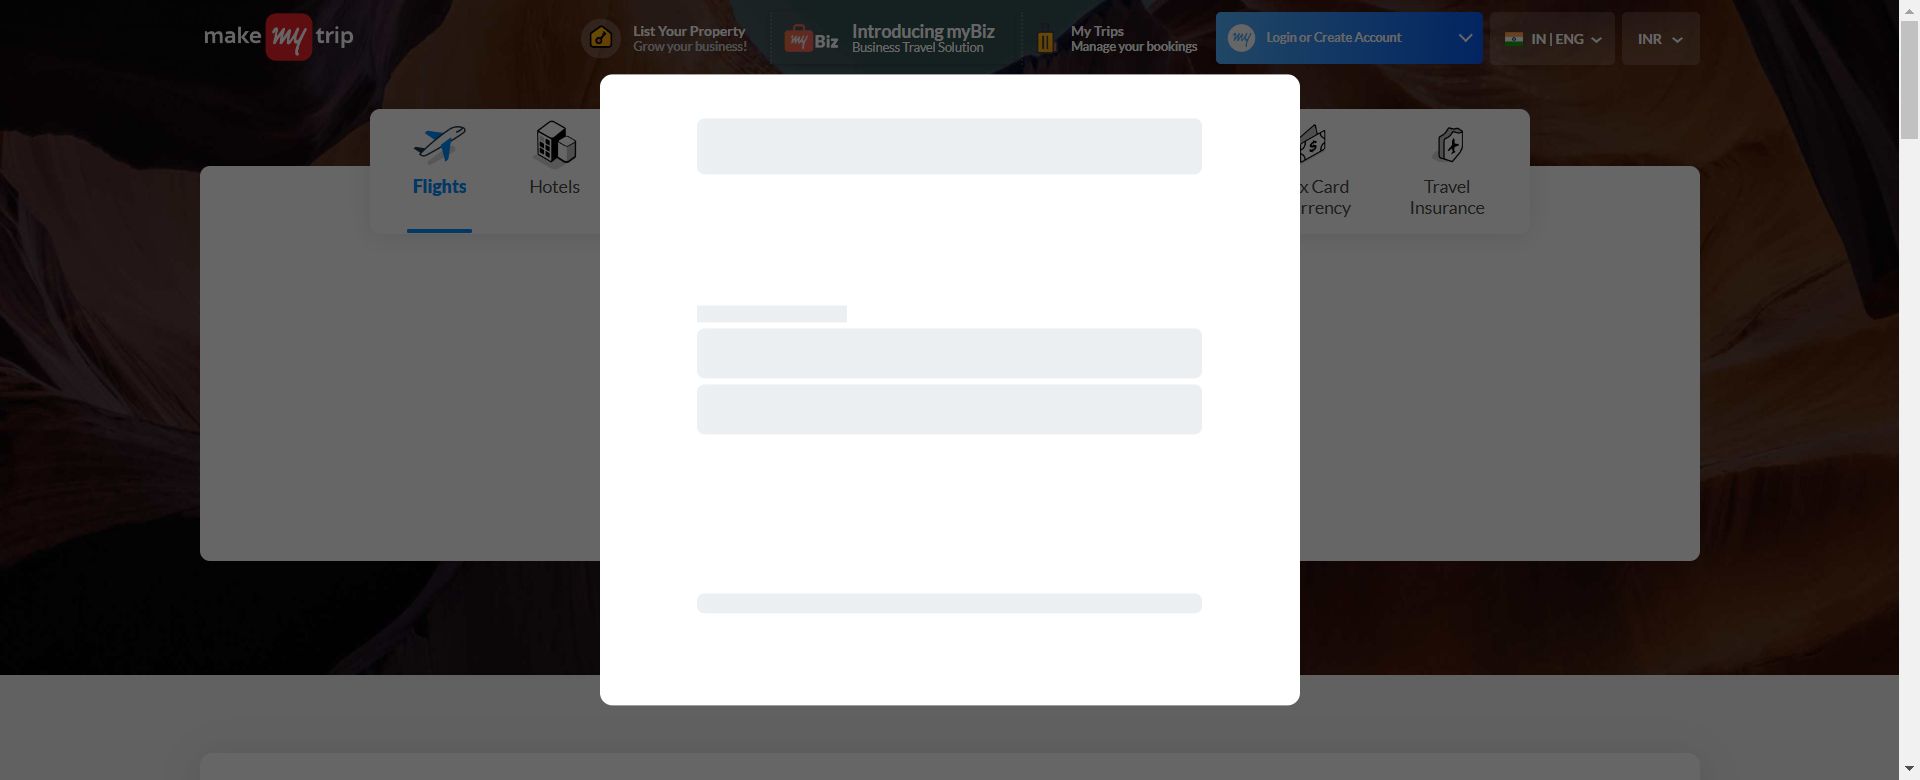 make my trip
List Your Property
Grow your business!
my Biz
Introducing myBiz
Business Travel Solution
My Trips
Manage your bookings
my
Login or Create Account
IN | ENG
INR
Flights
Hotels
x Card
rrency
Travel
Insurance